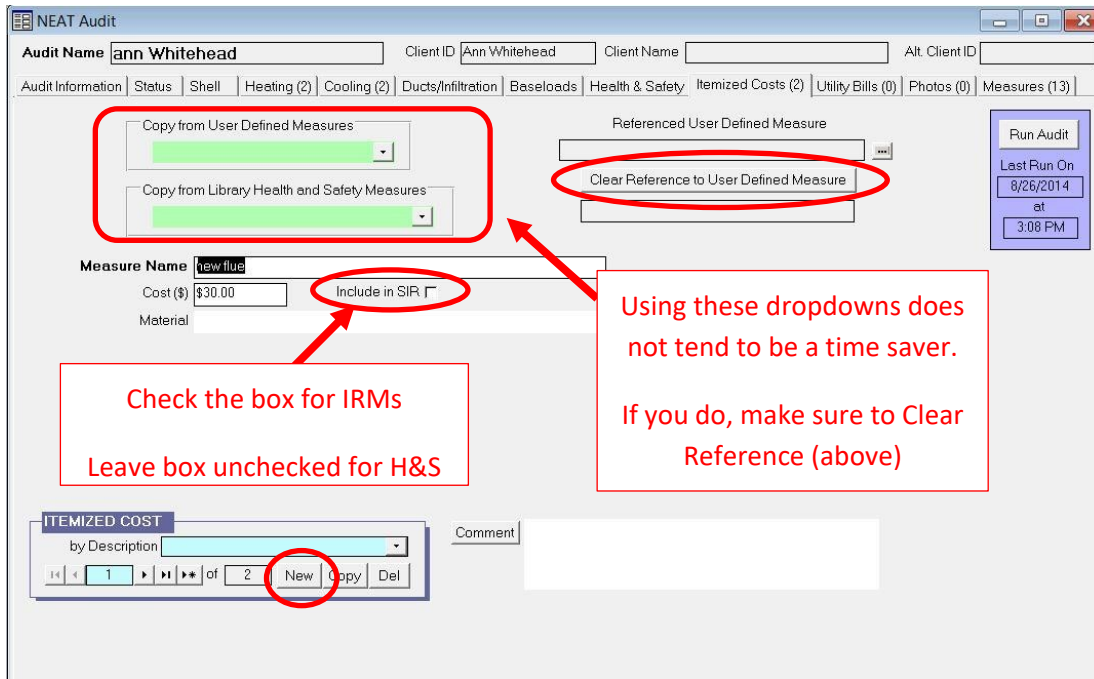 NEAT Audit
Audit Name ann Whitehead Client ID Ann Whitehead Client Name Alt. Client ID
Audit Information Status Shell Heating (2) Cooling (2) Ducts/Infiltration Baseloads Health & Safety Itemized Costs (2) Utility Bills (0) Photos (0) Measures (13)
Copy from User Defined Measures
Copy from Library Health and Safety Measures
Referenced User Defined Measure
...
Clear Reference to User Defined Measure
Run Audit
Last Run On
8/26/2014
at
3:08 PM
Measure Name new flue
Cost ($) $30.00 Include in SIR
Material
Check the box for IRMs
Leave box unchecked for H&S
Using these dropdowns does
not tend to be a time saver.
If you do, make sure to Clear
Reference (above)
ITEMIZED COST
by Description
1 of 2 New Copy Del
Comment